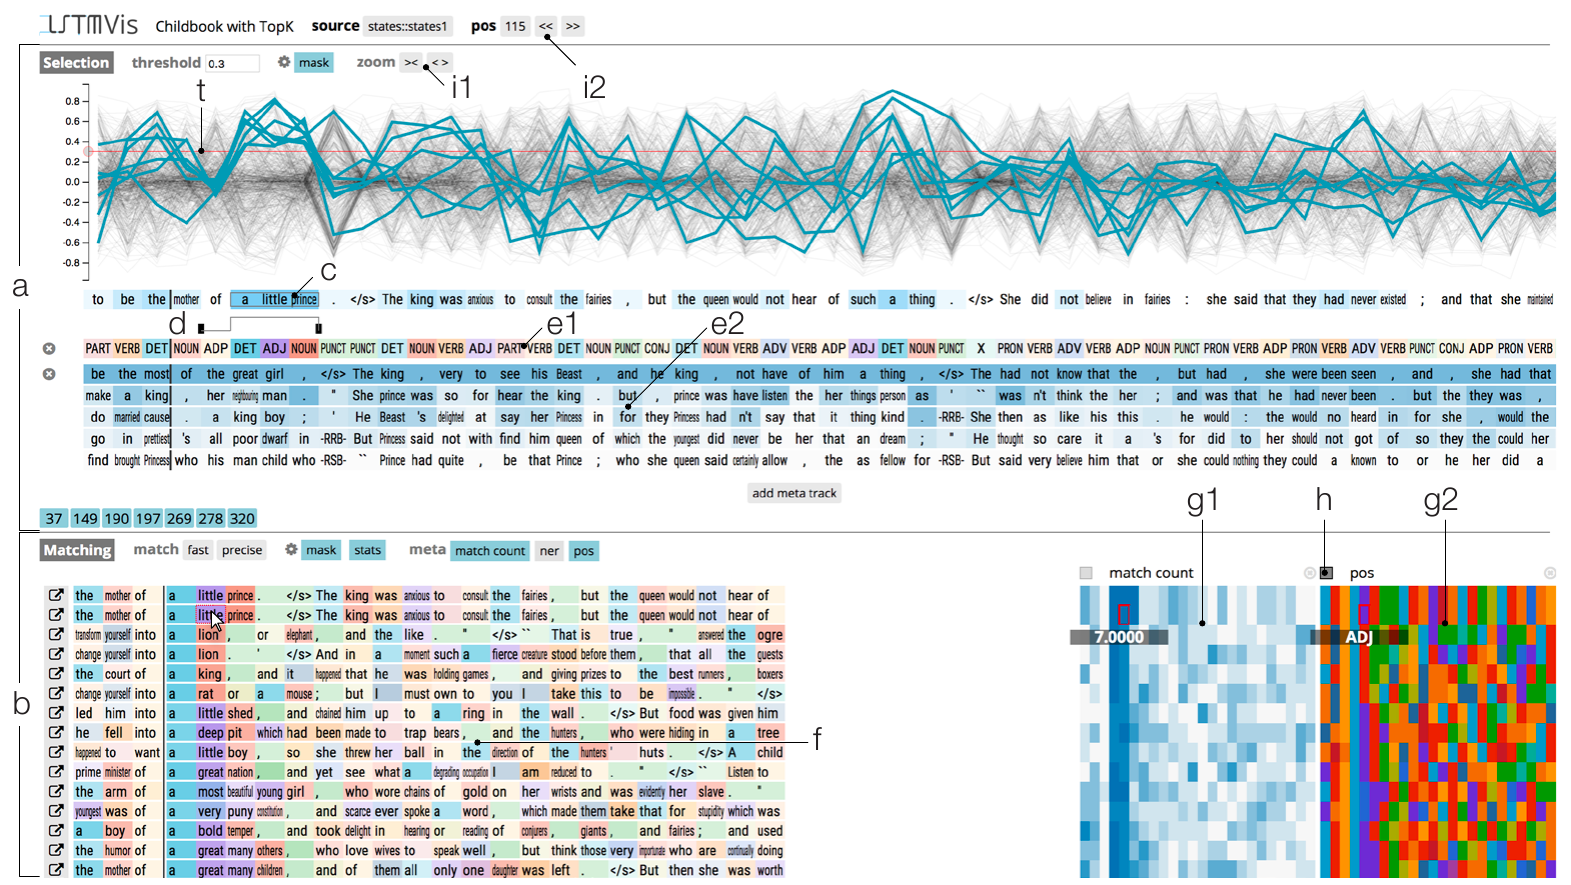 LSTMVis Childbook with TopK source states::states1 pos 115 << >>
Selection threshold 0.3 mask zoom >< <>
t i1 i2
0.8
0.6
0.4
0.2
0.0
-0.2
-0.4
-0.6
-0.8
a
c
to be the mother of a little prince . </s> The king was anxious to consult the fairies , but the queen would not hear of such a thing . </s> She did not believe in fairies : she said that they had never existed ; and that she maintained
d e1 e2
PART VERB DET NOUN ADP DET ADJ NOUN PUNCT PUNCT DET NOUN VERB ADJ PART VERB DET NOUN PUNCT CONJ DET NOUN VERB ADV VERB ADP ADJ DET NOUN PUNCT X PRON VERB ADV VERB ADP NOUN PUNCT PRON VERB ADP PRON VERB ADV VERB PUNCT CONJ ADP PRON VERB
be the most of the great girl , </s> The king , very to see his Beast , and he king , not have of him a thing , </s> The had not know that the , but had , she were been seen , and , she had that
make a king , her neighbouring man . " She prince was so for hear the king . but , prince was have listen the her things person as ' `` was n't think the her ; and was that he had never been . but the they was ,
do married cause . a king boy ; ' He Beast 's delighted at say her Princess in for they Princess had n't say that it thing kind . -RRB- She then as like his this . he would : the would no heard in for she , would the
go in prettiest 's all poor dwarf in -RRB- But Princess said not with find him queen of which the youngest did never be her that an dream ; " He thought so care it a 's for did to her should not got of so they the could her
find brought Princess who his man child who -RSB- `` Prince had quite , be that Prince ; who she queen said certainly allow , the as fellow for -RSB- But said very believe him that or she could nothing they could a known to or he her did a
add meta track
37 149 190 197 269 278 320
g1 h g2
Matching match fast precise mask stats meta match count ner pos
match count pos
7.0000 ADJ
b
the mother of a little prince . </s> The king was anxious to consult the fairies , but the queen would not hear of
the mother of a little prince . </s> The king was anxious to consult the fairies , but the queen would not hear of
transform yourself into a lion , or elephant , and the like . " </s> `` That is true , " answered the ogre
change yourself into a lion . ' </s> And in a moment such a fierce creature stood before them , that all the guests
the court of a king , and it happened that he was holding games , and giving prizes to the best runners , boxers
change yourself into a rat or a mouse ; but I must own to you I take this to be impossible . " </s>
led him into a little shed , and chained him up to a ring in the wall . </s> But food was given him
he fell into a deep pit which had been made to trap bears , and the hunters , who were hiding in a tree
happened to want a little boy , so she threw her ball in the direction of the hunters ' huts . </s> A child
f
prime minister of a great nation , and yet see what a degrading occupation I am reduced to . " </s> `` Listen to
the arm of a most beautiful young girl , who wore chains of gold on her wrists and was evidently her slave . "
youngest was of a very puny constitution , and scarce ever spoke a word , which made them take that for stupidity which was
a boy of a bold temper , and took delight in hearing or reading of conjurers , giants , and fairies ; and used
the humor of a great many others , who love wives to speak well , but think those very importunate who are continually doing
the mother of a great many children , and of them all only one daughter was left . </s> But then she was worth